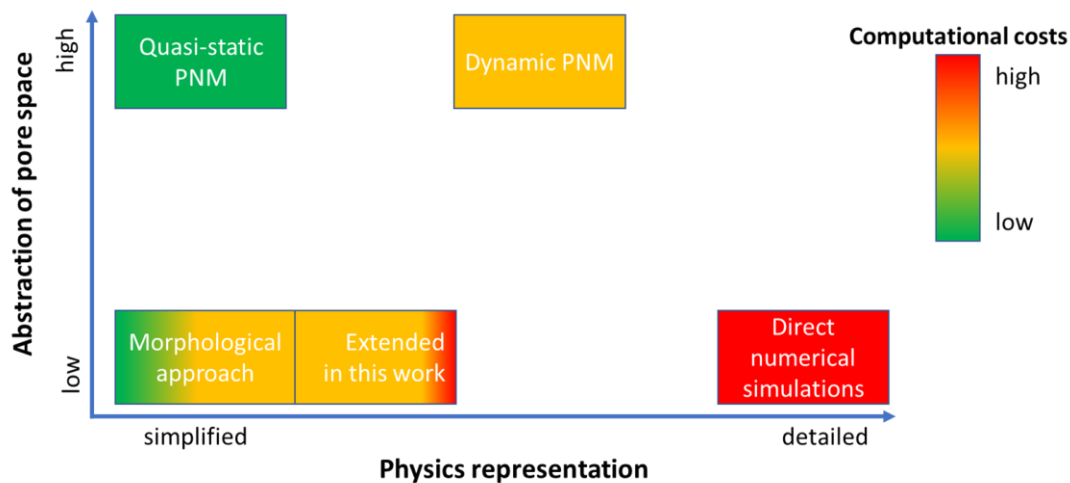 Abstraction of pore space
high
low
Quasi-static
PNM
Dynamic PNM
Computational costs
high
low
Morphological
approach
Extended
in this work
Direct
numerical
simulations
simplified
detailed
Physics representation